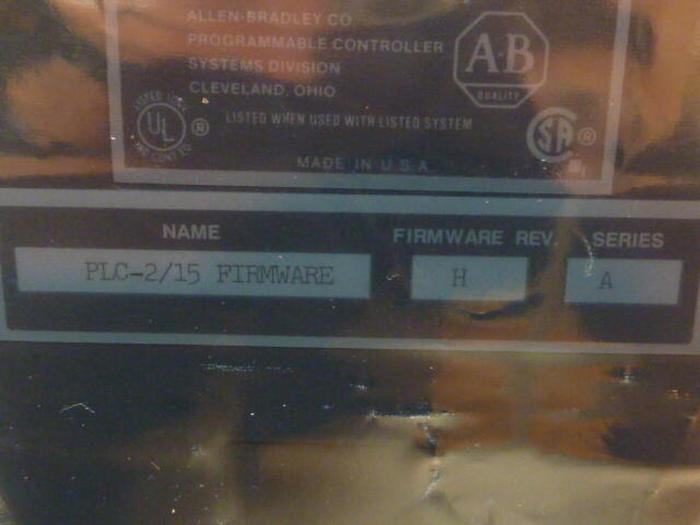 ALLEN-BRADLEY CO
PROGRAMMABLE CONTROLLER
SYSTEMS DIVISION
CLEVELAND, OHIO
A-B
QUALITY
LISTED
UL ®
LISTED WHEN USED WITH LISTED SYSTEM
SA ®
MADE IN U.S.A.
NAME FIRMWARE REV. SERIES
PLC-2/15 FIRMWARE H A